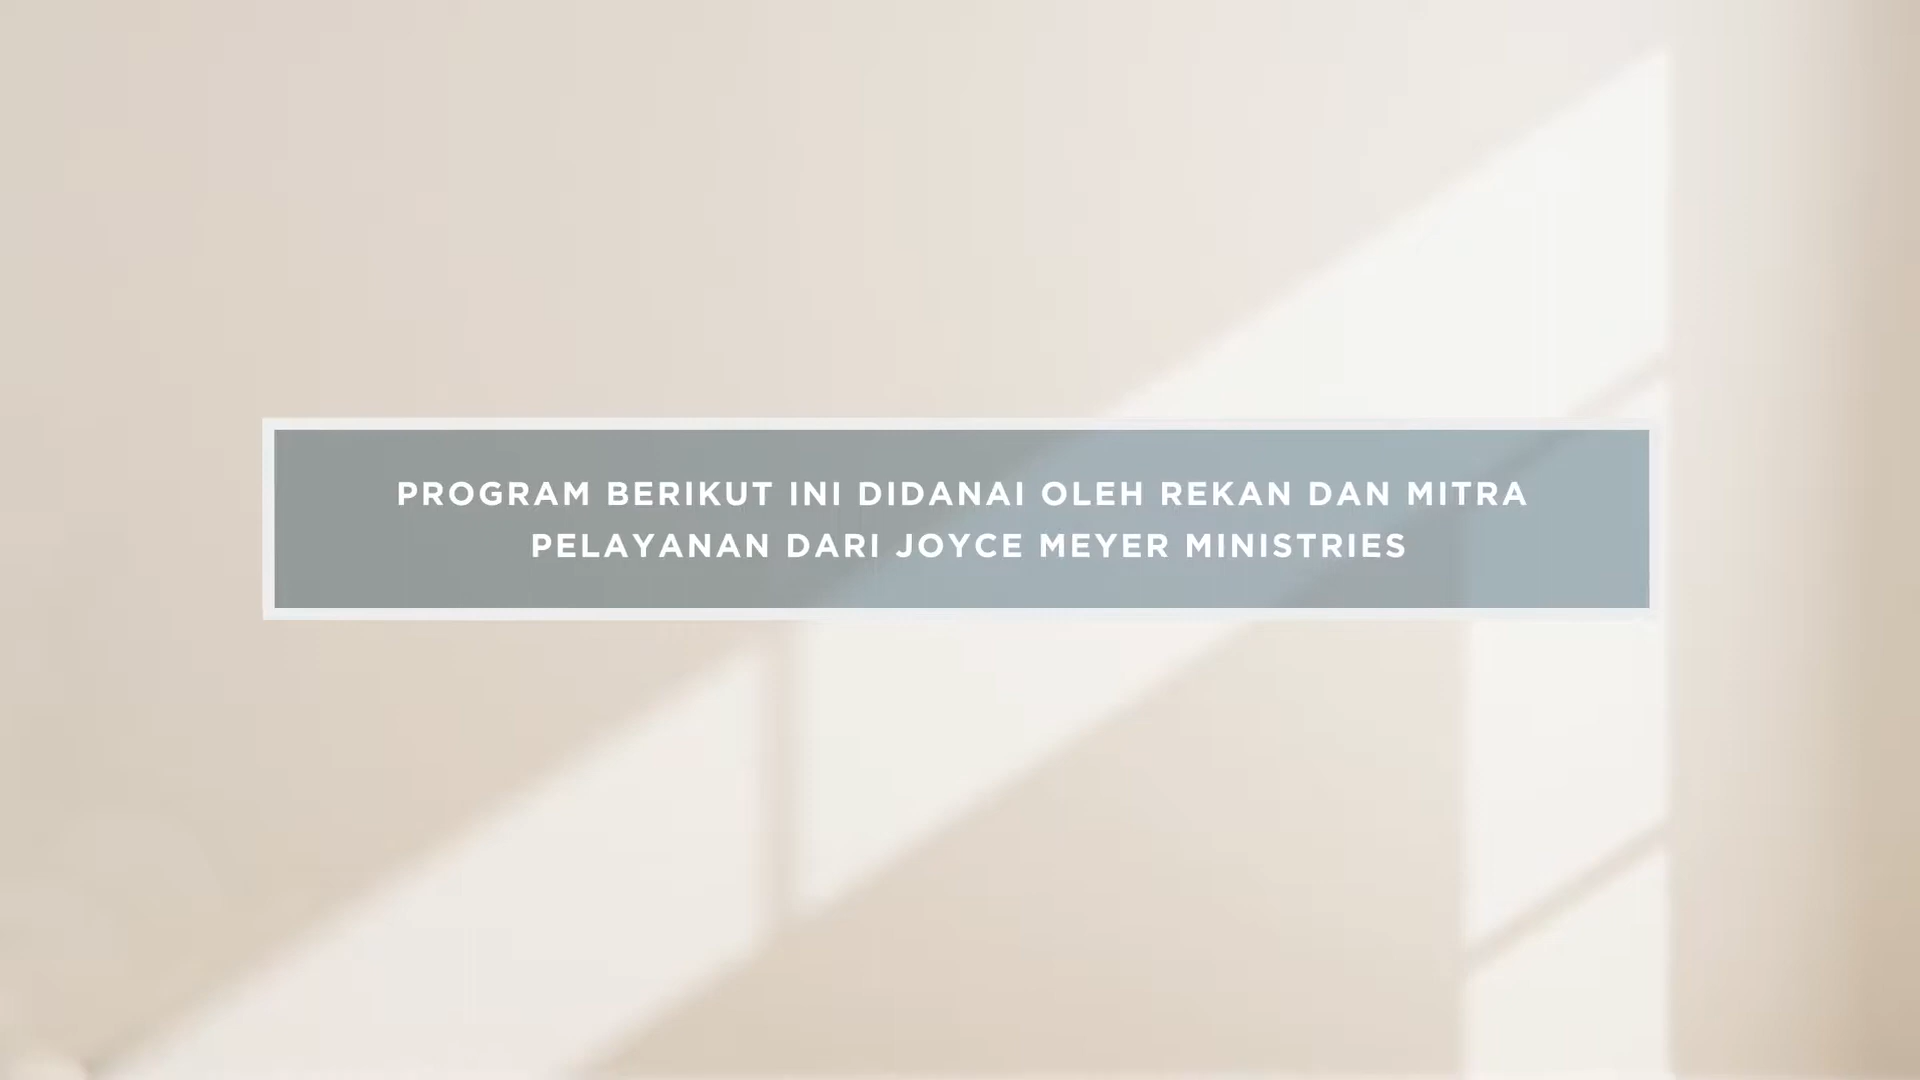 PROGRAM BERIKUT INI DIDANAI OLEH REKAN DAN MITRA
PELAYANAN DARI JOYCE MEYER MINISTRIES